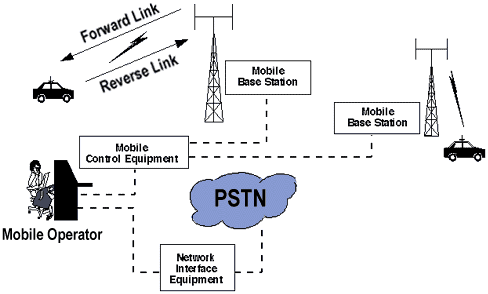 Forward Link
Reverse Link
Mobile
Base Station
Mobile
Base Station
Mobile
Control Equipment
PSTN
Mobile Operator
Network
Interface
Equipment